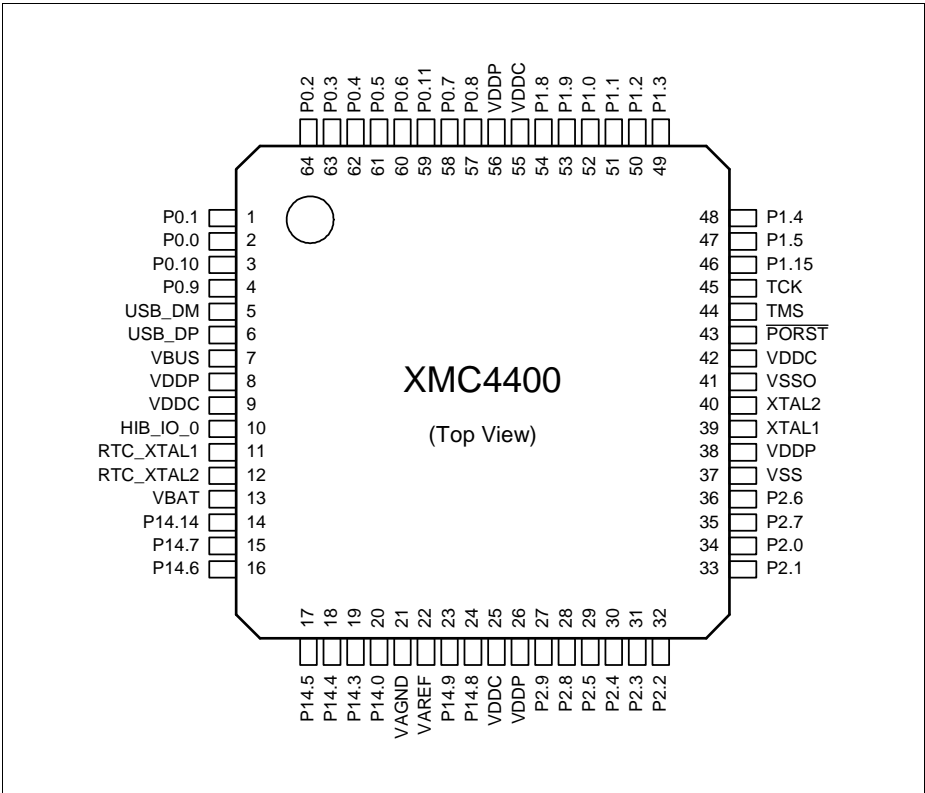 P0.2 P0.3 P0.4 P0.5 P0.6 P0.11 P0.7 P0.8 VDDP VDDC P1.8 P1.9 P1.0 P1.1 P1.2 P1.3
64 63 62 61 60 59 58 57 56 55 54 53 52 51 50 49
P0.1 1 48 P1.4
P0.0 2 47 P1.5
P0.10 3 46 P1.15
P0.9 4 45 TCK
USB_DM 5 44 TMS
USB_DP 6 43 PORST
VBUS 7 42 VDDC
VDDP 8 41 VSSO
VDDC 9 40 XTAL2
HIB_IO_0 10 39 XTAL1
RTC_XTAL1 11 38 VDDP
RTC_XTAL2 12 37 VSS
VBAT 13 36 P2.6
P14.14 14 35 P2.7
P14.7 15 34 P2.0
P14.6 16 33 P2.1
XMC4400
(Top View)
17 18 19 20 21 22 23 24 25 26 27 28 29 30 31 32
P14.5 P14.4 P14.3 P14.0 VAGND VAREF P14.9 P14.8 VDDC VDDP P2.9 P2.8 P2.5 P2.4 P2.3 P2.2